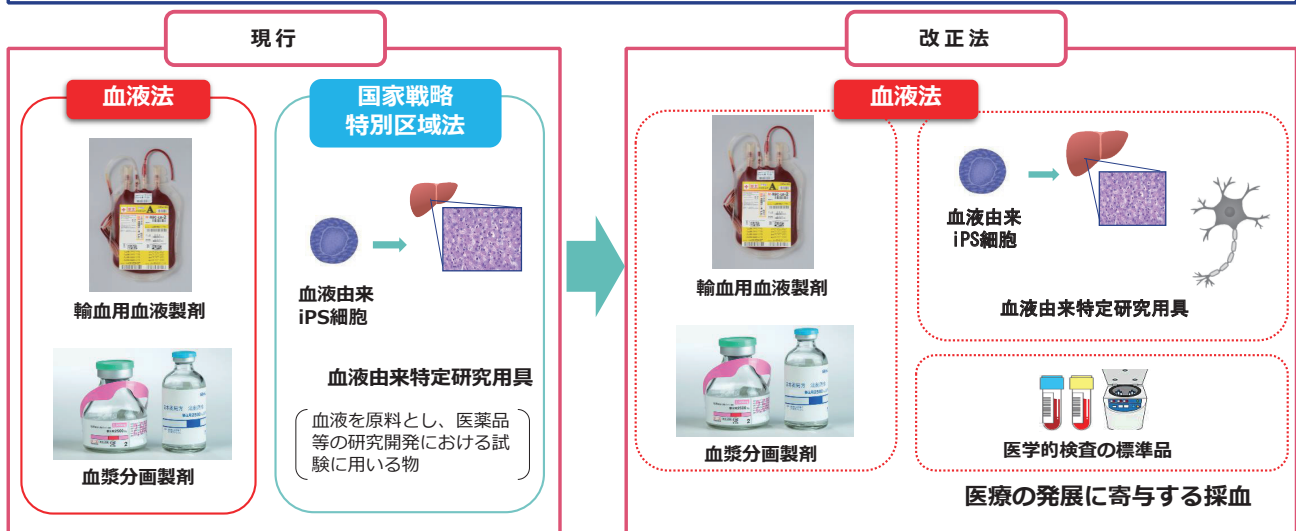 現行
血液法
輸血用血液製剤
血漿分画製剤
国家戦略
特別区域法
血液由来
iPS細胞
血液由来特定研究用具
血液を原料とし、医薬品
等の研究開発における試
験に用いる物
改正法
血液法
輸血用血液製剤
血漿分画製剤
血液由来
iPS細胞
血液由来特定研究用具
医学的検査の標準品
医療の発展に寄与する採血